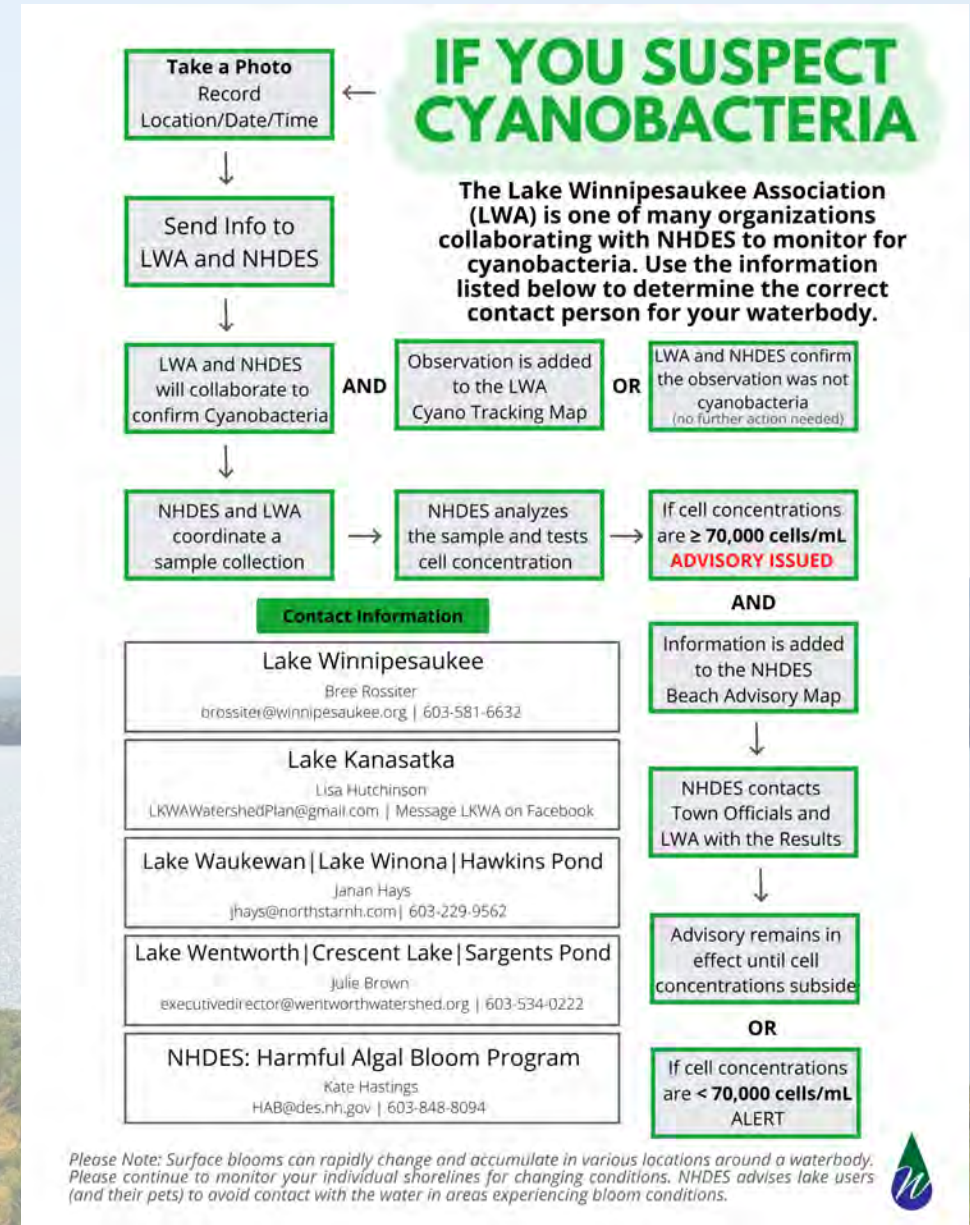 IF YOU SUSPECT
CYANOBACTERIA
The Lake Winnipesaukee Association
(LWA) is one of many organizations
collaborating with NHDES to monitor for
cyanobacteria. Use the information
listed below to determine the correct
contact person for your waterbody.
Take a Photo
Record
Location/Date/Time
Send Info to
LWA and NHDES
LWA and NHDES
will collaborate to
confirm Cyanobacteria
AND
Observation is added
to the LWA
Cyano Tracking Map
OR
LWA and NHDES confirm
the observation was not
cyanobacteria
(no further action needed)
NHDES and LWA
coordinate a
sample collection
NHDES analyzes
the sample and tests
cell concentration
If cell concentrations
are ≥ 70,000 cells/mL
ADVISORY ISSUED
AND
Information is added
to the NHDES
Beach Advisory Map
NHDES contacts
Town Officials and
LWA with the Results
Advisory remains in
effect until cell
concentrations subside
OR
If cell concentrations
are < 70,000 cells/mL
ALERT
Contact Information
Lake Winnipesaukee
Bree Rossiter
brossiter@winnipesaukee.org | 603-581-6632
Lake Kanasatka
Lisa Hutchinson
LKWAWatershedPlan@gmail.com | Message LKWA on Facebook
Lake Waukewan|Lake Winona|Hawkins Pond
Janan Hays
jhays@northstarnh.com| 603-229-9562
Lake Wentworth|Crescent Lake|Sargents Pond
Julie Brown
executivedirector@wentworthwatershed.org | 603-534-0222
NHDES: Harmful Algal Bloom Program
Kate Hastings
HAB@des.nh.gov | 603-848-8094
Please Note: Surface blooms can rapidly change and accumulate in various locations around a waterbody.
Please continue to monitor your individual shorelines for changing conditions. NHDES advises lake users
(and their pets) to avoid contact with the water in areas experiencing bloom conditions.